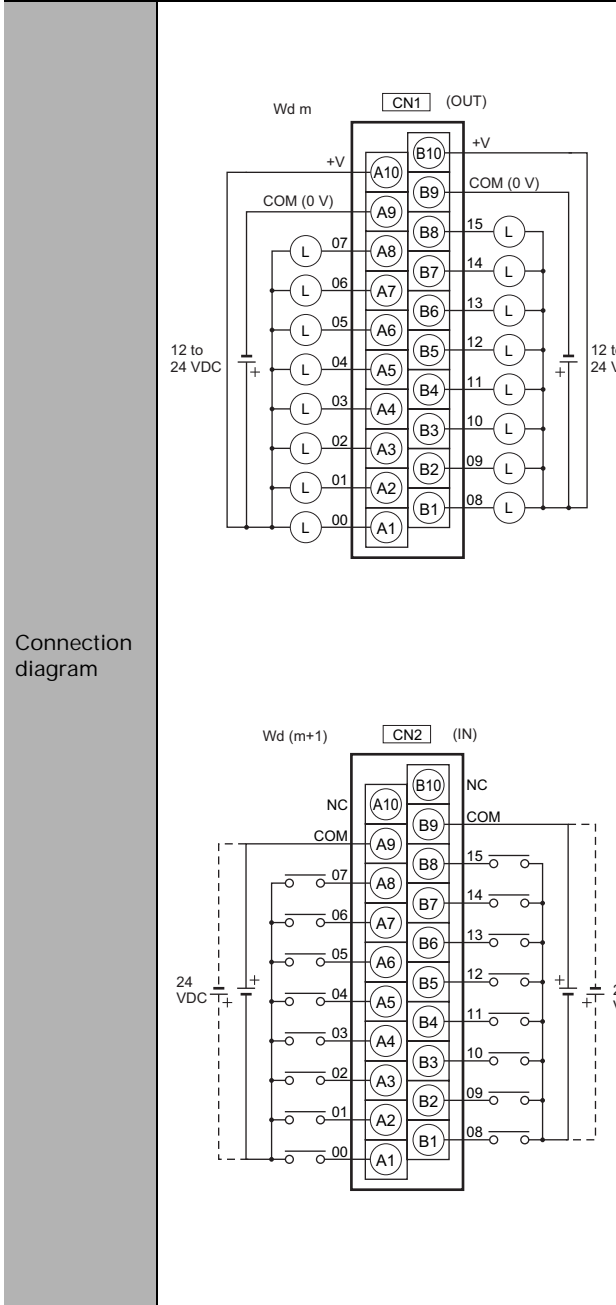 Connection
diagram
Wd m
CN1
(OUT)
+V
COM (0 V)
07
06
05
04
03
02
01
00
L
L
L
L
L
L
L
L
12 to
24 VDC
+
A10
A9
A8
A7
A6
A5
A4
A3
A2
A1
B10
B9
B8
B7
B6
B5
B4
B3
B2
B1
+V
COM (0 V)
15
14
13
12
11
10
09
08
L
L
L
L
L
L
L
L
+
Wd (m+1)
CN2
(IN)
NC
COM
07
06
05
04
03
02
01
00
24
VDC
+
+
A10
A9
A8
A7
A6
A5
A4
A3
A2
A1
B10
B9
B8
B7
B6
B5
B4
B3
B2
B1
NC
COM
15
14
13
12
11
10
09
08
+
+